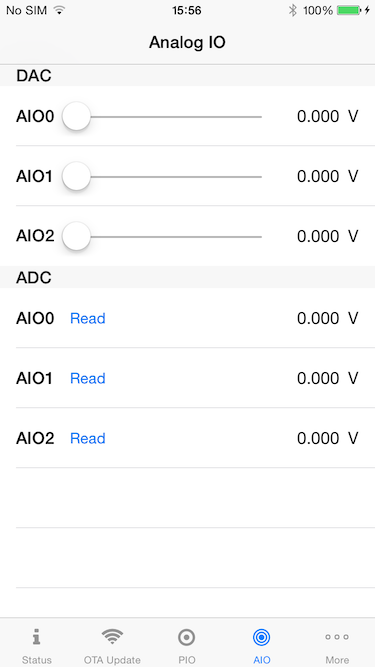 No SIM 15:56 100%
Analog IO
DAC
AIO0 0.000 V
AIO1 0.000 V
AIO2 0.000 V
ADC
AIO0 Read 0.000 V
AIO1 Read 0.000 V
AIO2 Read 0.000 V
Status OTA Update PIO AIO More